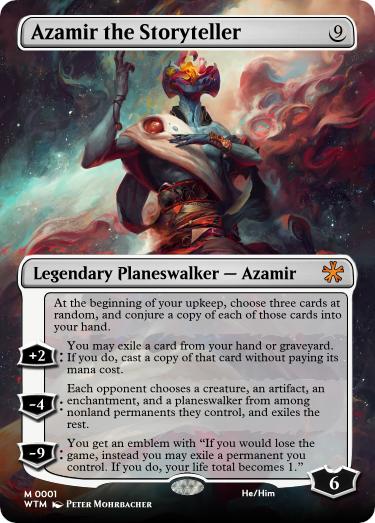 Azamir the Storyteller
9
Legendary Planeswalker — Azamir
At the beginning of your upkeep, choose three cards at
random, and conjure a copy of each of those cards into
your hand.
+2: You may exile a card from your hand or graveyard.
If you do, cast a copy of that card without paying its
mana cost.
-4: Each opponent chooses a creature, an artifact, an
enchantment, and a planeswalker from among
nonland permanents they control, and exiles the
rest.
-9: You get an emblem with “If you would lose the
game, instead you may exile a permanent you
control. If you do, your life total becomes 1.”
6
M 0001
He/Him
WTM Peter Mohrbacher